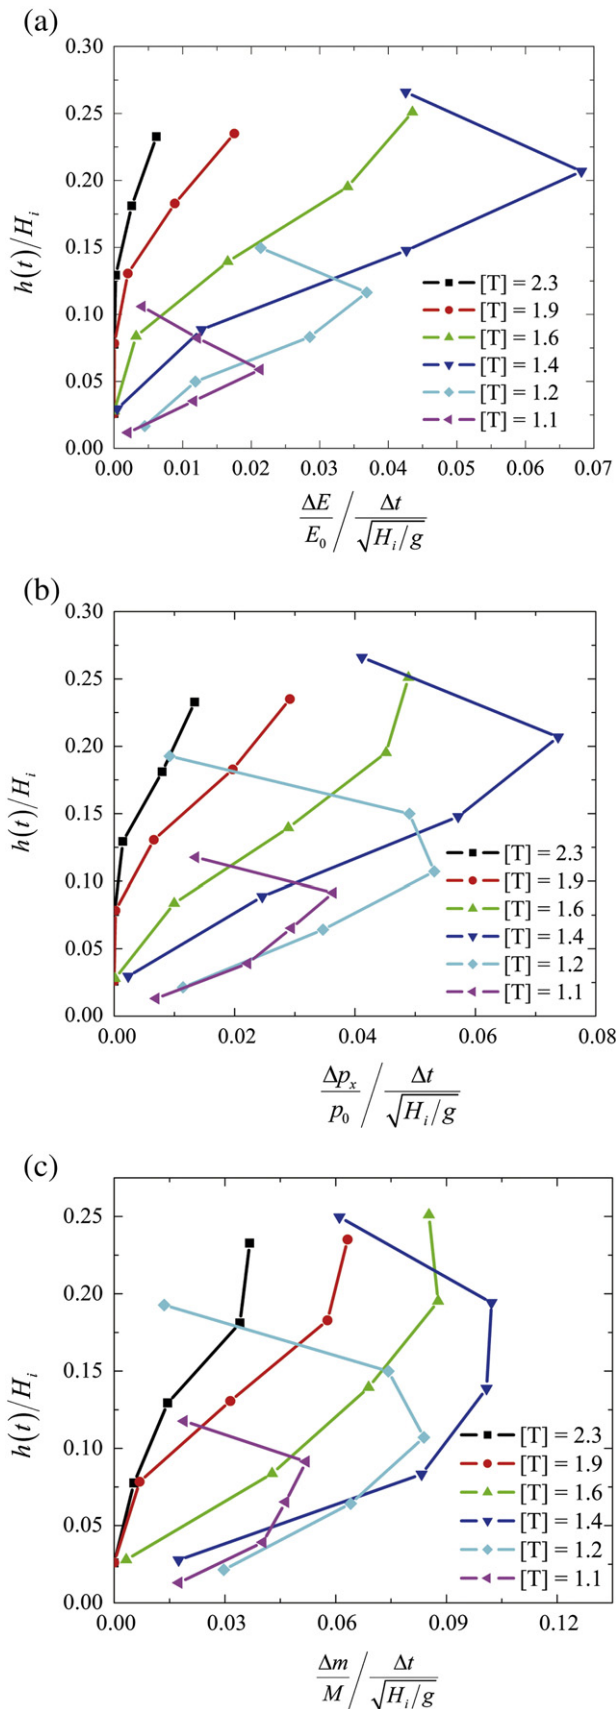 (a)
0.30
0.25
0.20
0.15
0.10
0.05
0.00
h(t)/H_i
[T] = 2.3
[T] = 1.9
[T] = 1.6
[T] = 1.4
[T] = 1.2
[T] = 1.1
0.00 0.01 0.02 0.03 0.04 0.05 0.06 0.07
ΔE/E_0 / Δt/√H_i/g
(b)
0.30
0.25
0.20
0.15
0.10
0.05
0.00
h(t)/H_i
[T] = 2.3
[T] = 1.9
[T] = 1.6
[T] = 1.4
[T] = 1.2
[T] = 1.1
0.00 0.02 0.04 0.06 0.08
Δp_x/p_0 / Δt/√H_i/g
(c)
0.25
0.20
0.15
0.10
0.05
0.00
h(t)/H_i
[T] = 2.3
[T] = 1.9
[T] = 1.6
[T] = 1.4
[T] = 1.2
[T] = 1.1
0.00 0.03 0.06 0.09 0.12
Δm/M / Δt/√H_i/g